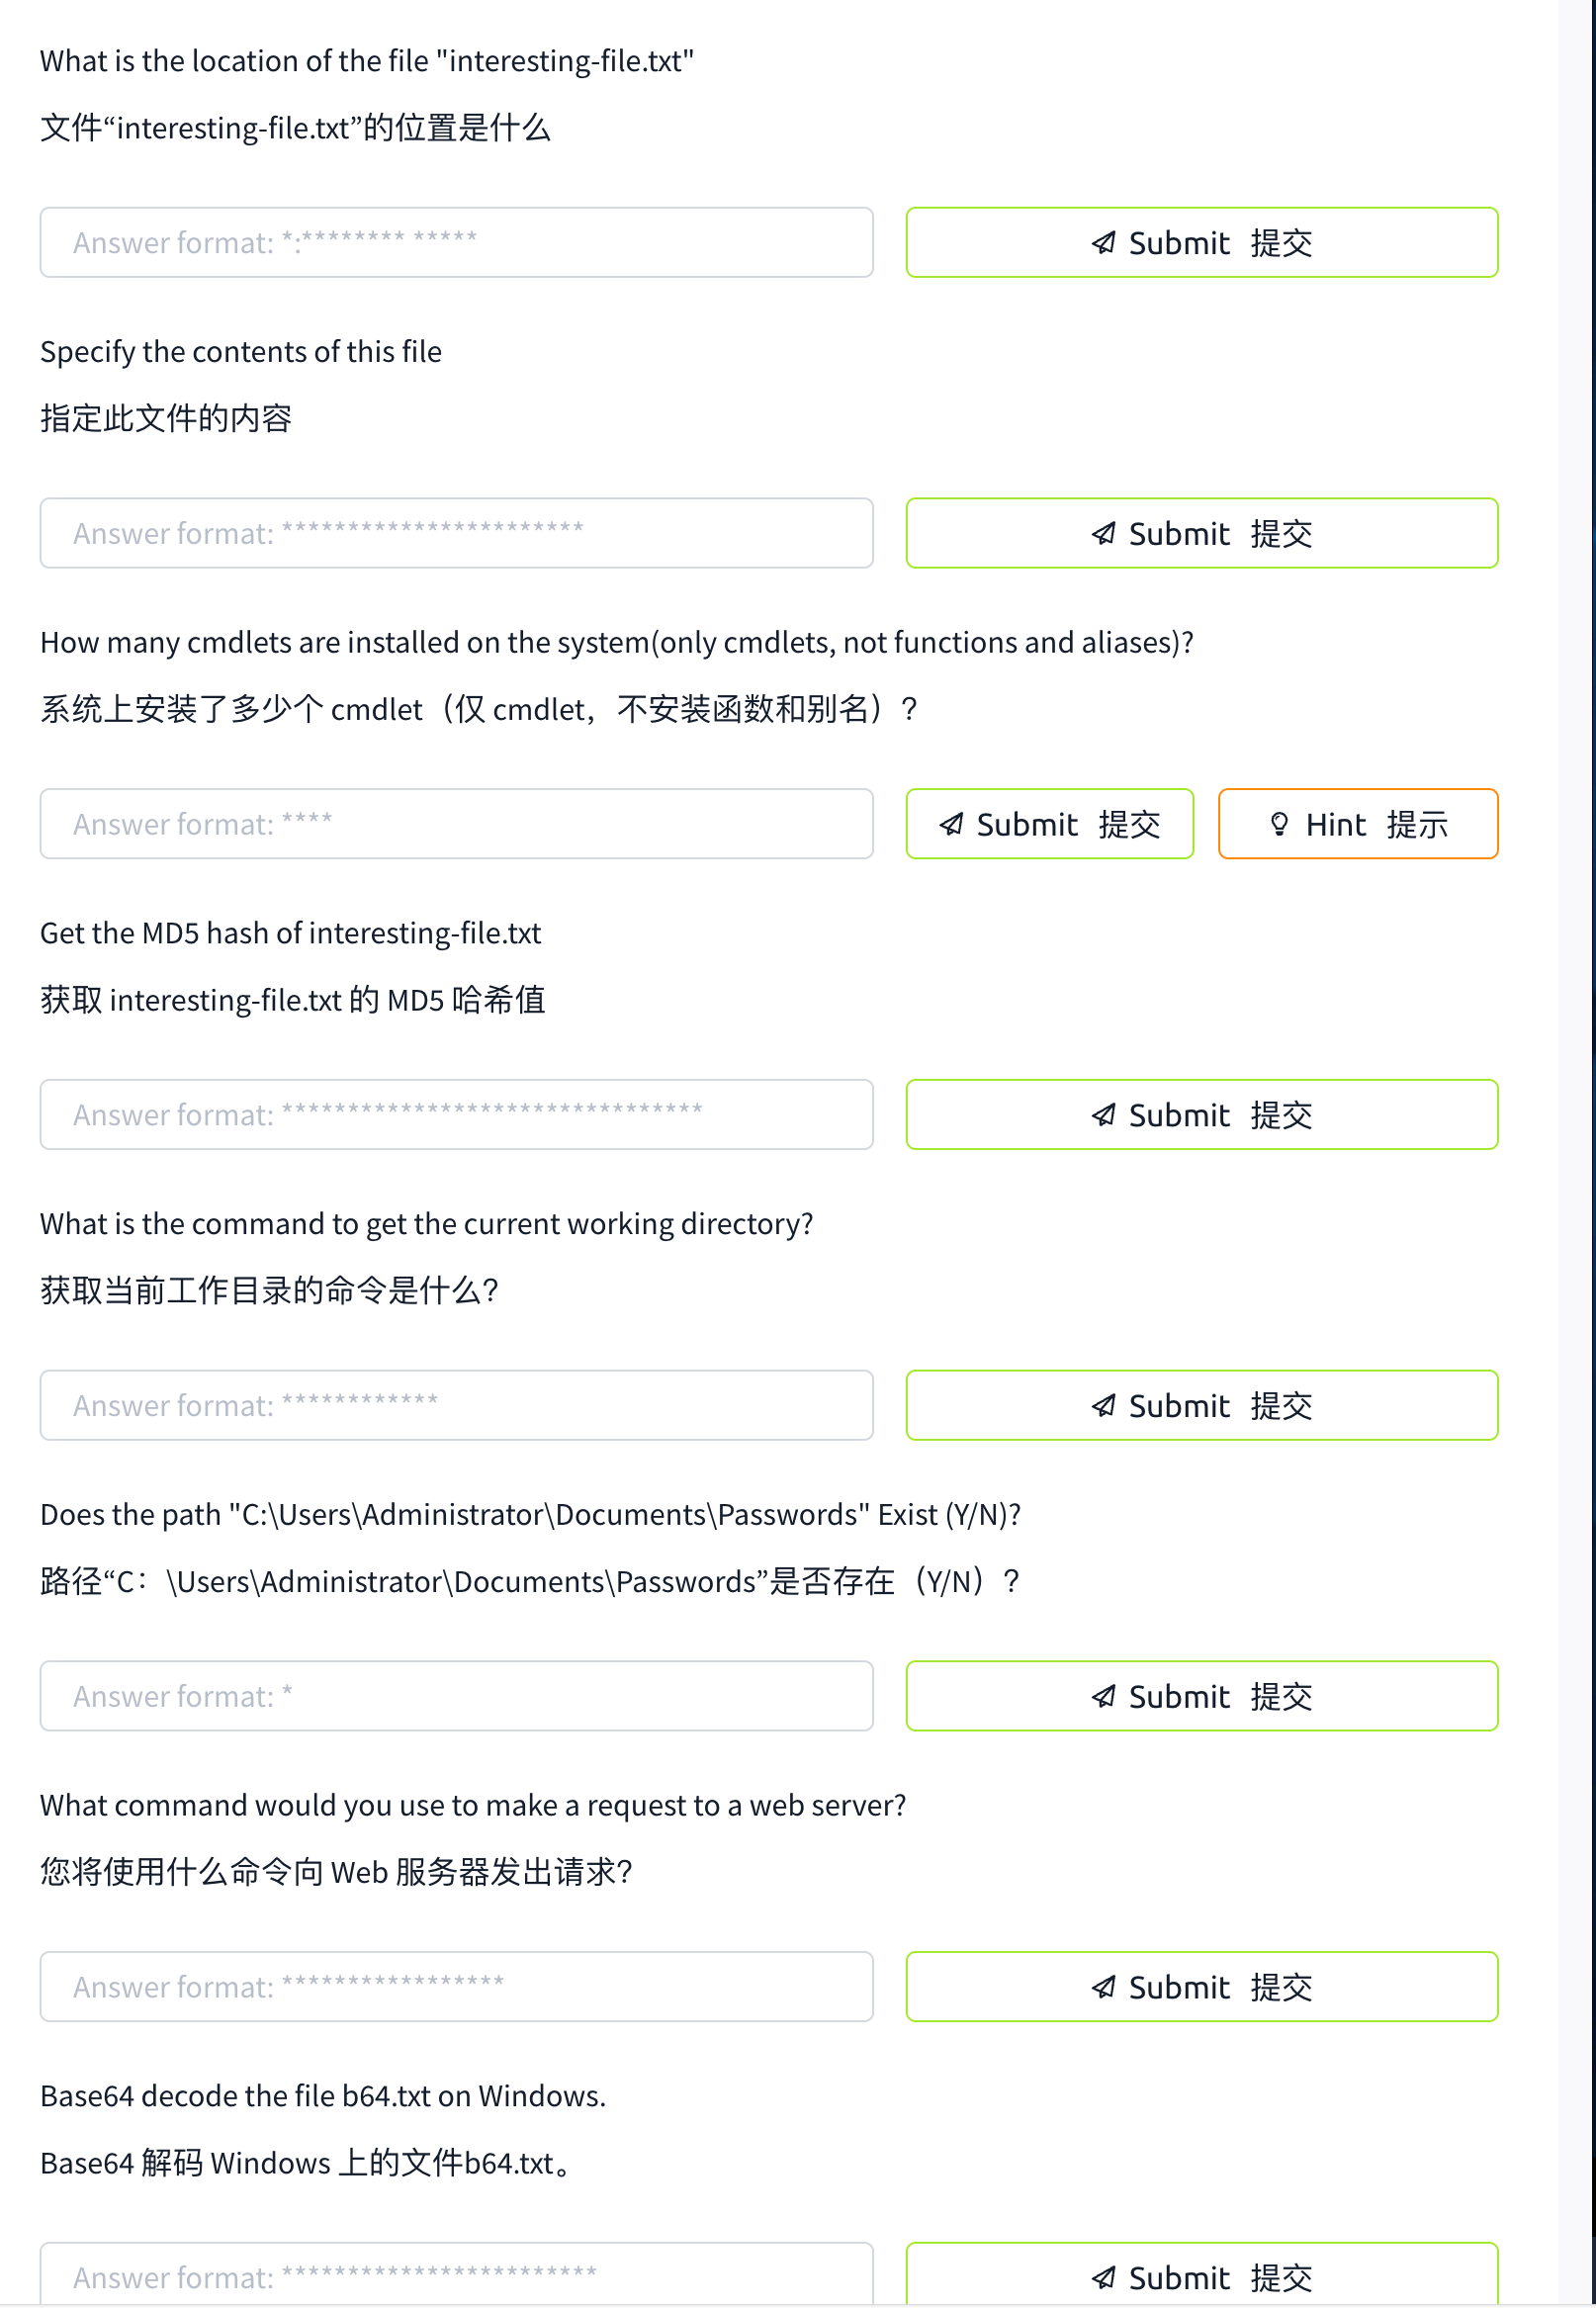 What is the location of the file "interesting-file.txt"
文件“interesting-file.txt”的位置是什么
Answer format: *:******** *****
Submit 提交
Specify the contents of this file
指定此文件的内容
Answer format: ***********************
Submit 提交
How many cmdlets are installed on the system(only cmdlets, not functions and aliases)?
系统上安装了多少个 cmdlet（仅 cmdlet，不安装函数和别名）?
Answer format: ****
Submit 提交
Hint 提示
Get the MD5 hash of interesting-file.txt
获取 interesting-file.txt 的 MD5 哈希值
Answer format: ********************************
Submit 提交
What is the command to get the current working directory?
获取当前工作目录的命令是什么?
Answer format: ************
Submit 提交
Does the path "C:\Users\Administrator\Documents\Passwords" Exist (Y/N)?
路径“C：\Users\Administrator\Documents\Passwords”是否存在（Y/N）?
Answer format: *
Submit 提交
What command would you use to make a request to a web server?
您将使用什么命令向 Web 服务器发出请求?
Answer format: *****************
Submit 提交
Base64 decode the file b64.txt on Windows.
Base64 解码 Windows 上的文件b64.txt。
Answer format: ************************
Submit 提交